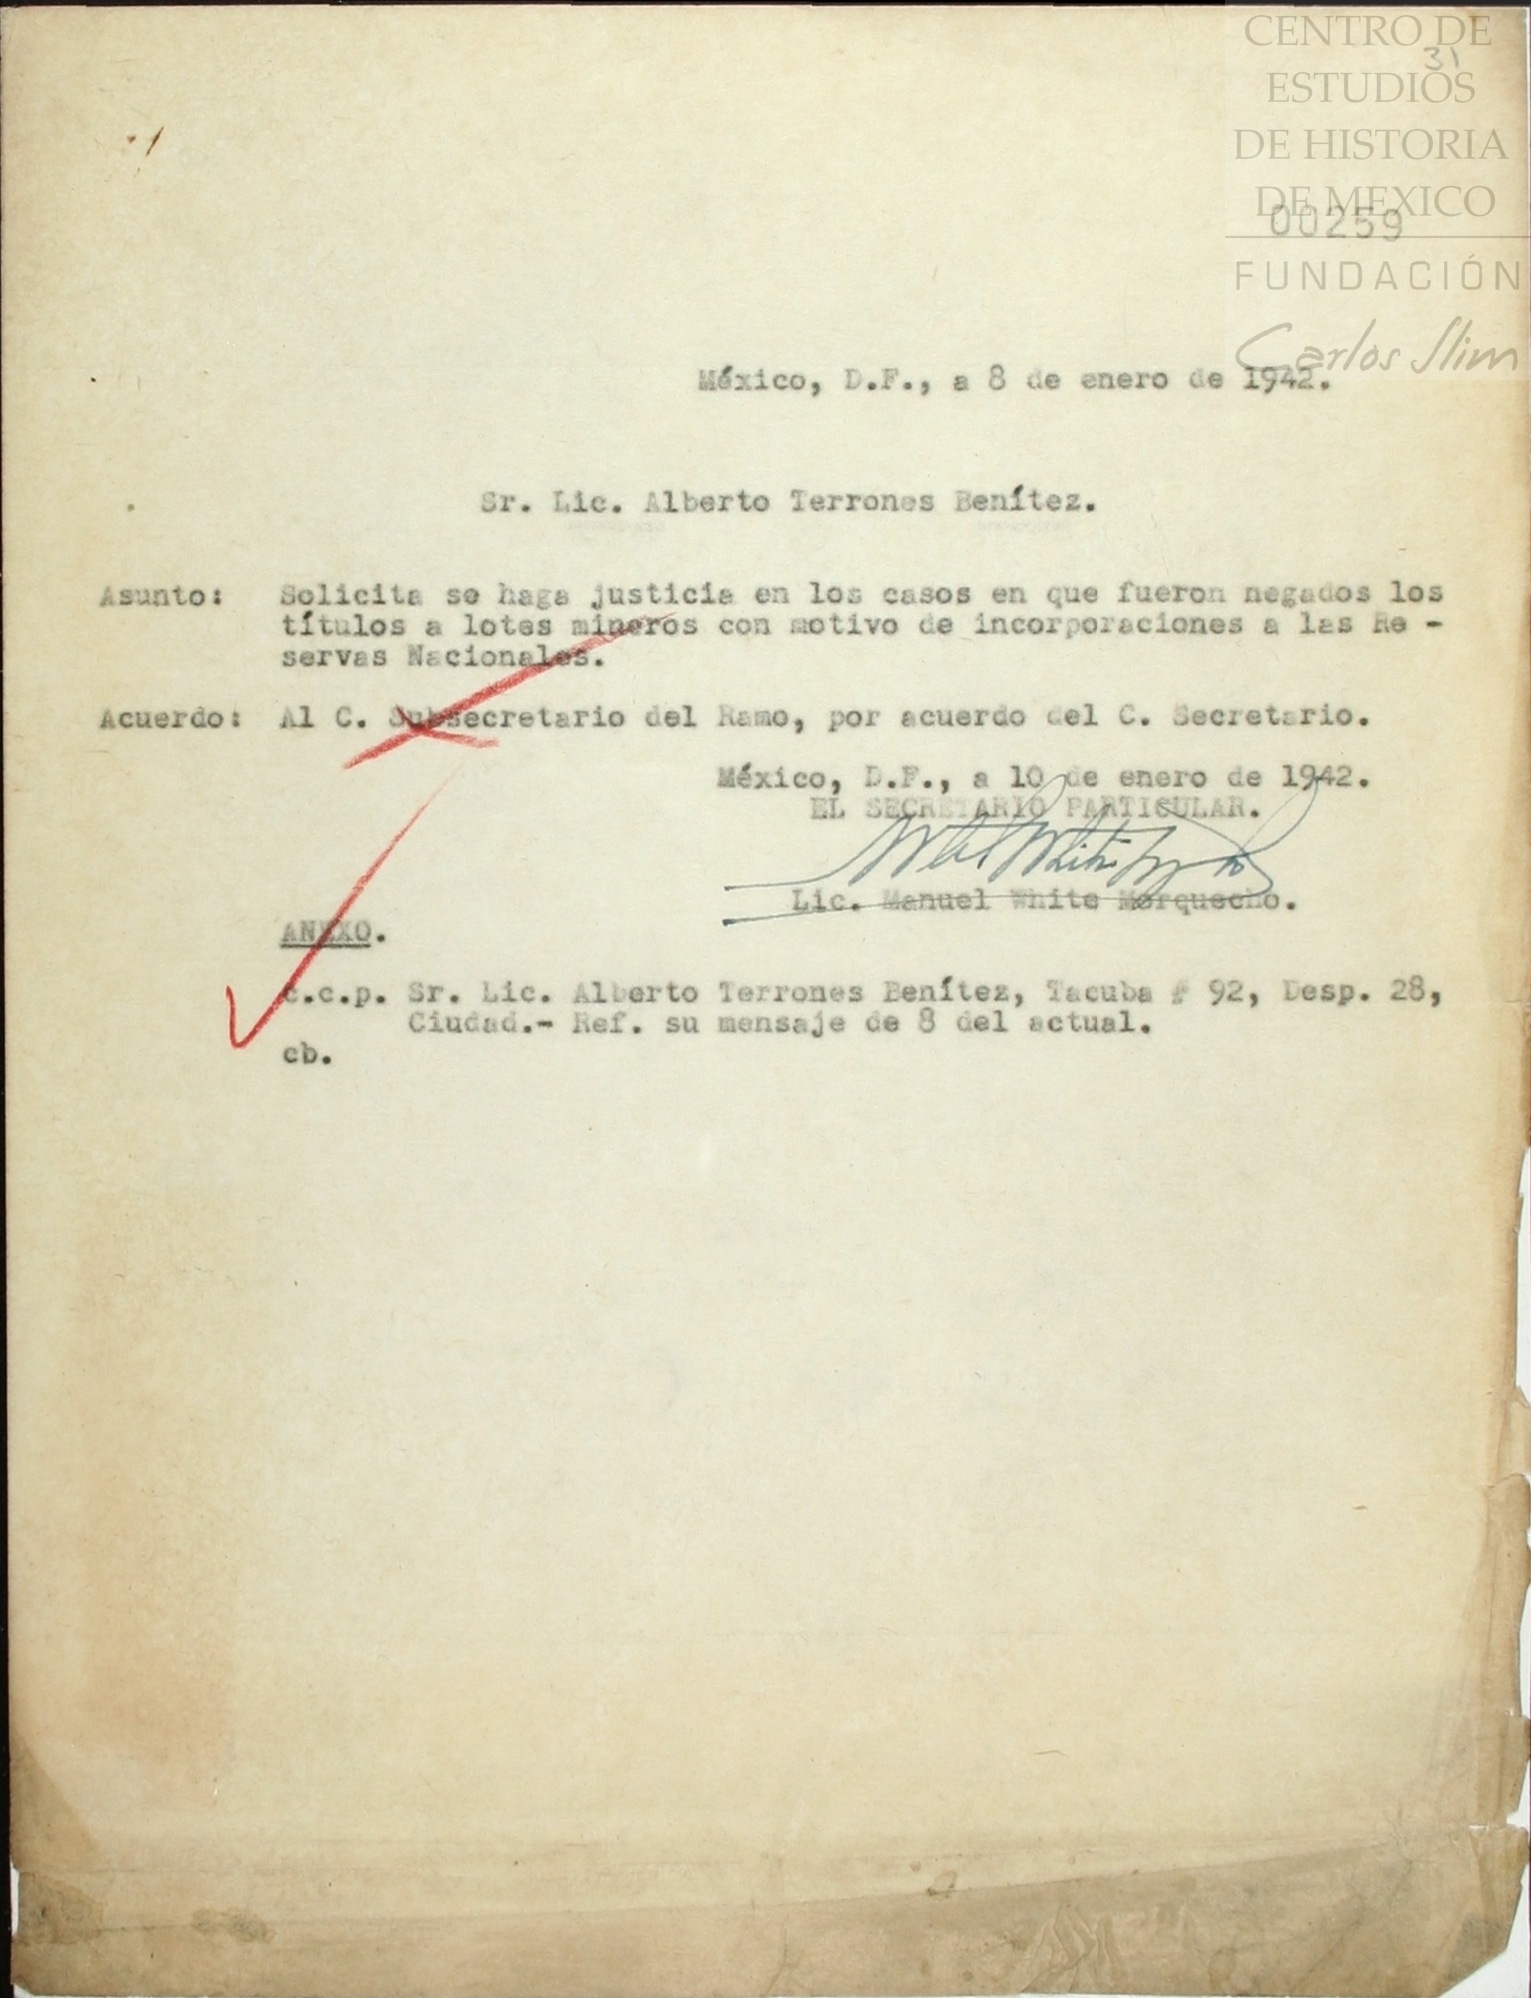 CENTRO DE
31
ESTUDIOS
DE HISTORIA
DE MEXICO
00259
FUNDACIÓN
Carlos Slim
México, D.F., a 8 de enero de 1942.
Sr. Lic. Alberto Terrones Benítez.
Asunto: Solicita se haga justicia en los casos en que fueron negados los
títulos a lotes mineros con motivo de incorporaciones a las Re -
servas Nacionales.
Acuerdo: Al C. Subsecretario del Ramo, por acuerdo del C. Secretario.
México, D.F., a 10 de enero de 1942.
EL SECRETARIO PARTICULAR.
Lic. Manuel White Morquecho.
ANEXO.
c.c.p. Sr. Lic. Alberto Terrones Benítez, Tacuba # 92, Desp. 28,
Ciudad.- Ref. su mensaje de 8 del actual.
cb.